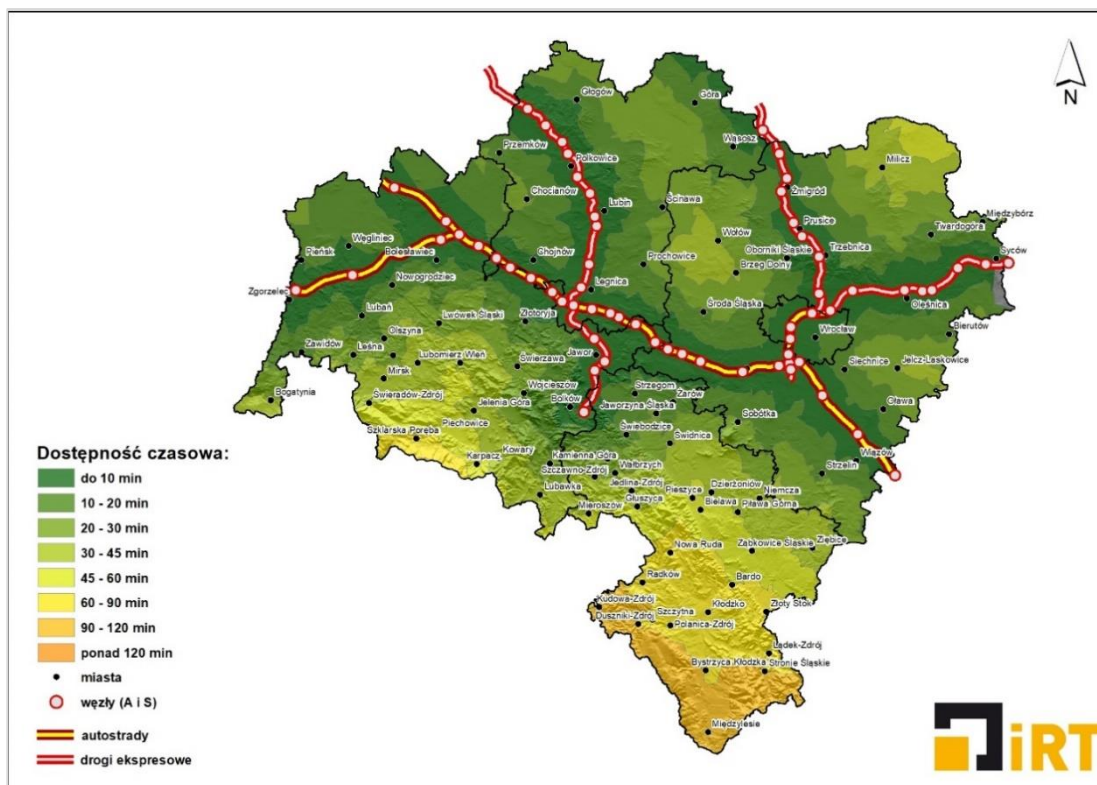 N
Głogów
Góra
Wąsosz
Przemków
Polkowice
Milicz
Chocianów
Lubin
Ścinawa
Żmigród
Międzybórz
Prusice
Twardogóra
Syców
Węgliniec
Pieńsk
Bolesławiec
Chojnów
Prochowice
Wołów
Oborniki Śląskie
Trzebnica
Brzeg Dolny
Nowogrodziec
Zgorzelec
Legnica
Oleśnica
Lubań
Lwówek Śląski
Złotoryja
Środa Śląska
Wrocław
Bierutów
Olszyna
Zawidów
Leśna
Lubomierz
Wleń
Świerzawa
Jawor
Siechnice
Jelcz-Laskowice
Mirsk
Bogatynia
Świeradów-Zdrój
Wojcieszów
Bolków
Strzegom
Żarów
Jelenia Góra
Jaworzyna Śląska
Sobótka
Oława
Piechowice
Szklarska Poręba
Świebodzice
Świdnica
Kowary
Karpacz
Kamienna Góra
Wiązów
Strzelin
Szczawno-Zdrój
Wałbrzych
Lubawka
Jedlina-Zdrój
Głuszyca
Dzierżoniów
Pieszyce
Niemcza
Bielawa
Piława Górna
Mieroszów
Nowa Ruda
Ząbkowice Śląskie
Ziębice
Radków
Bardo
Kudowa-Zdrój
Duszniki-Zdrój
Szczytna
Kłodzko
Złoty Stok
Polanica-Zdrój
Lądek-Zdrój
Bystrzyca Kłodzka
Stronie Śląskie
Międzylesie
Dostępność czasowa:
do 10 min
10 - 20 min
20 - 30 min
30 - 45 min
45 - 60 min
60 - 90 min
90 - 120 min
ponad 120 min
miasta
węzły (A i S)
autostrady
drogi ekspresowe
iRT